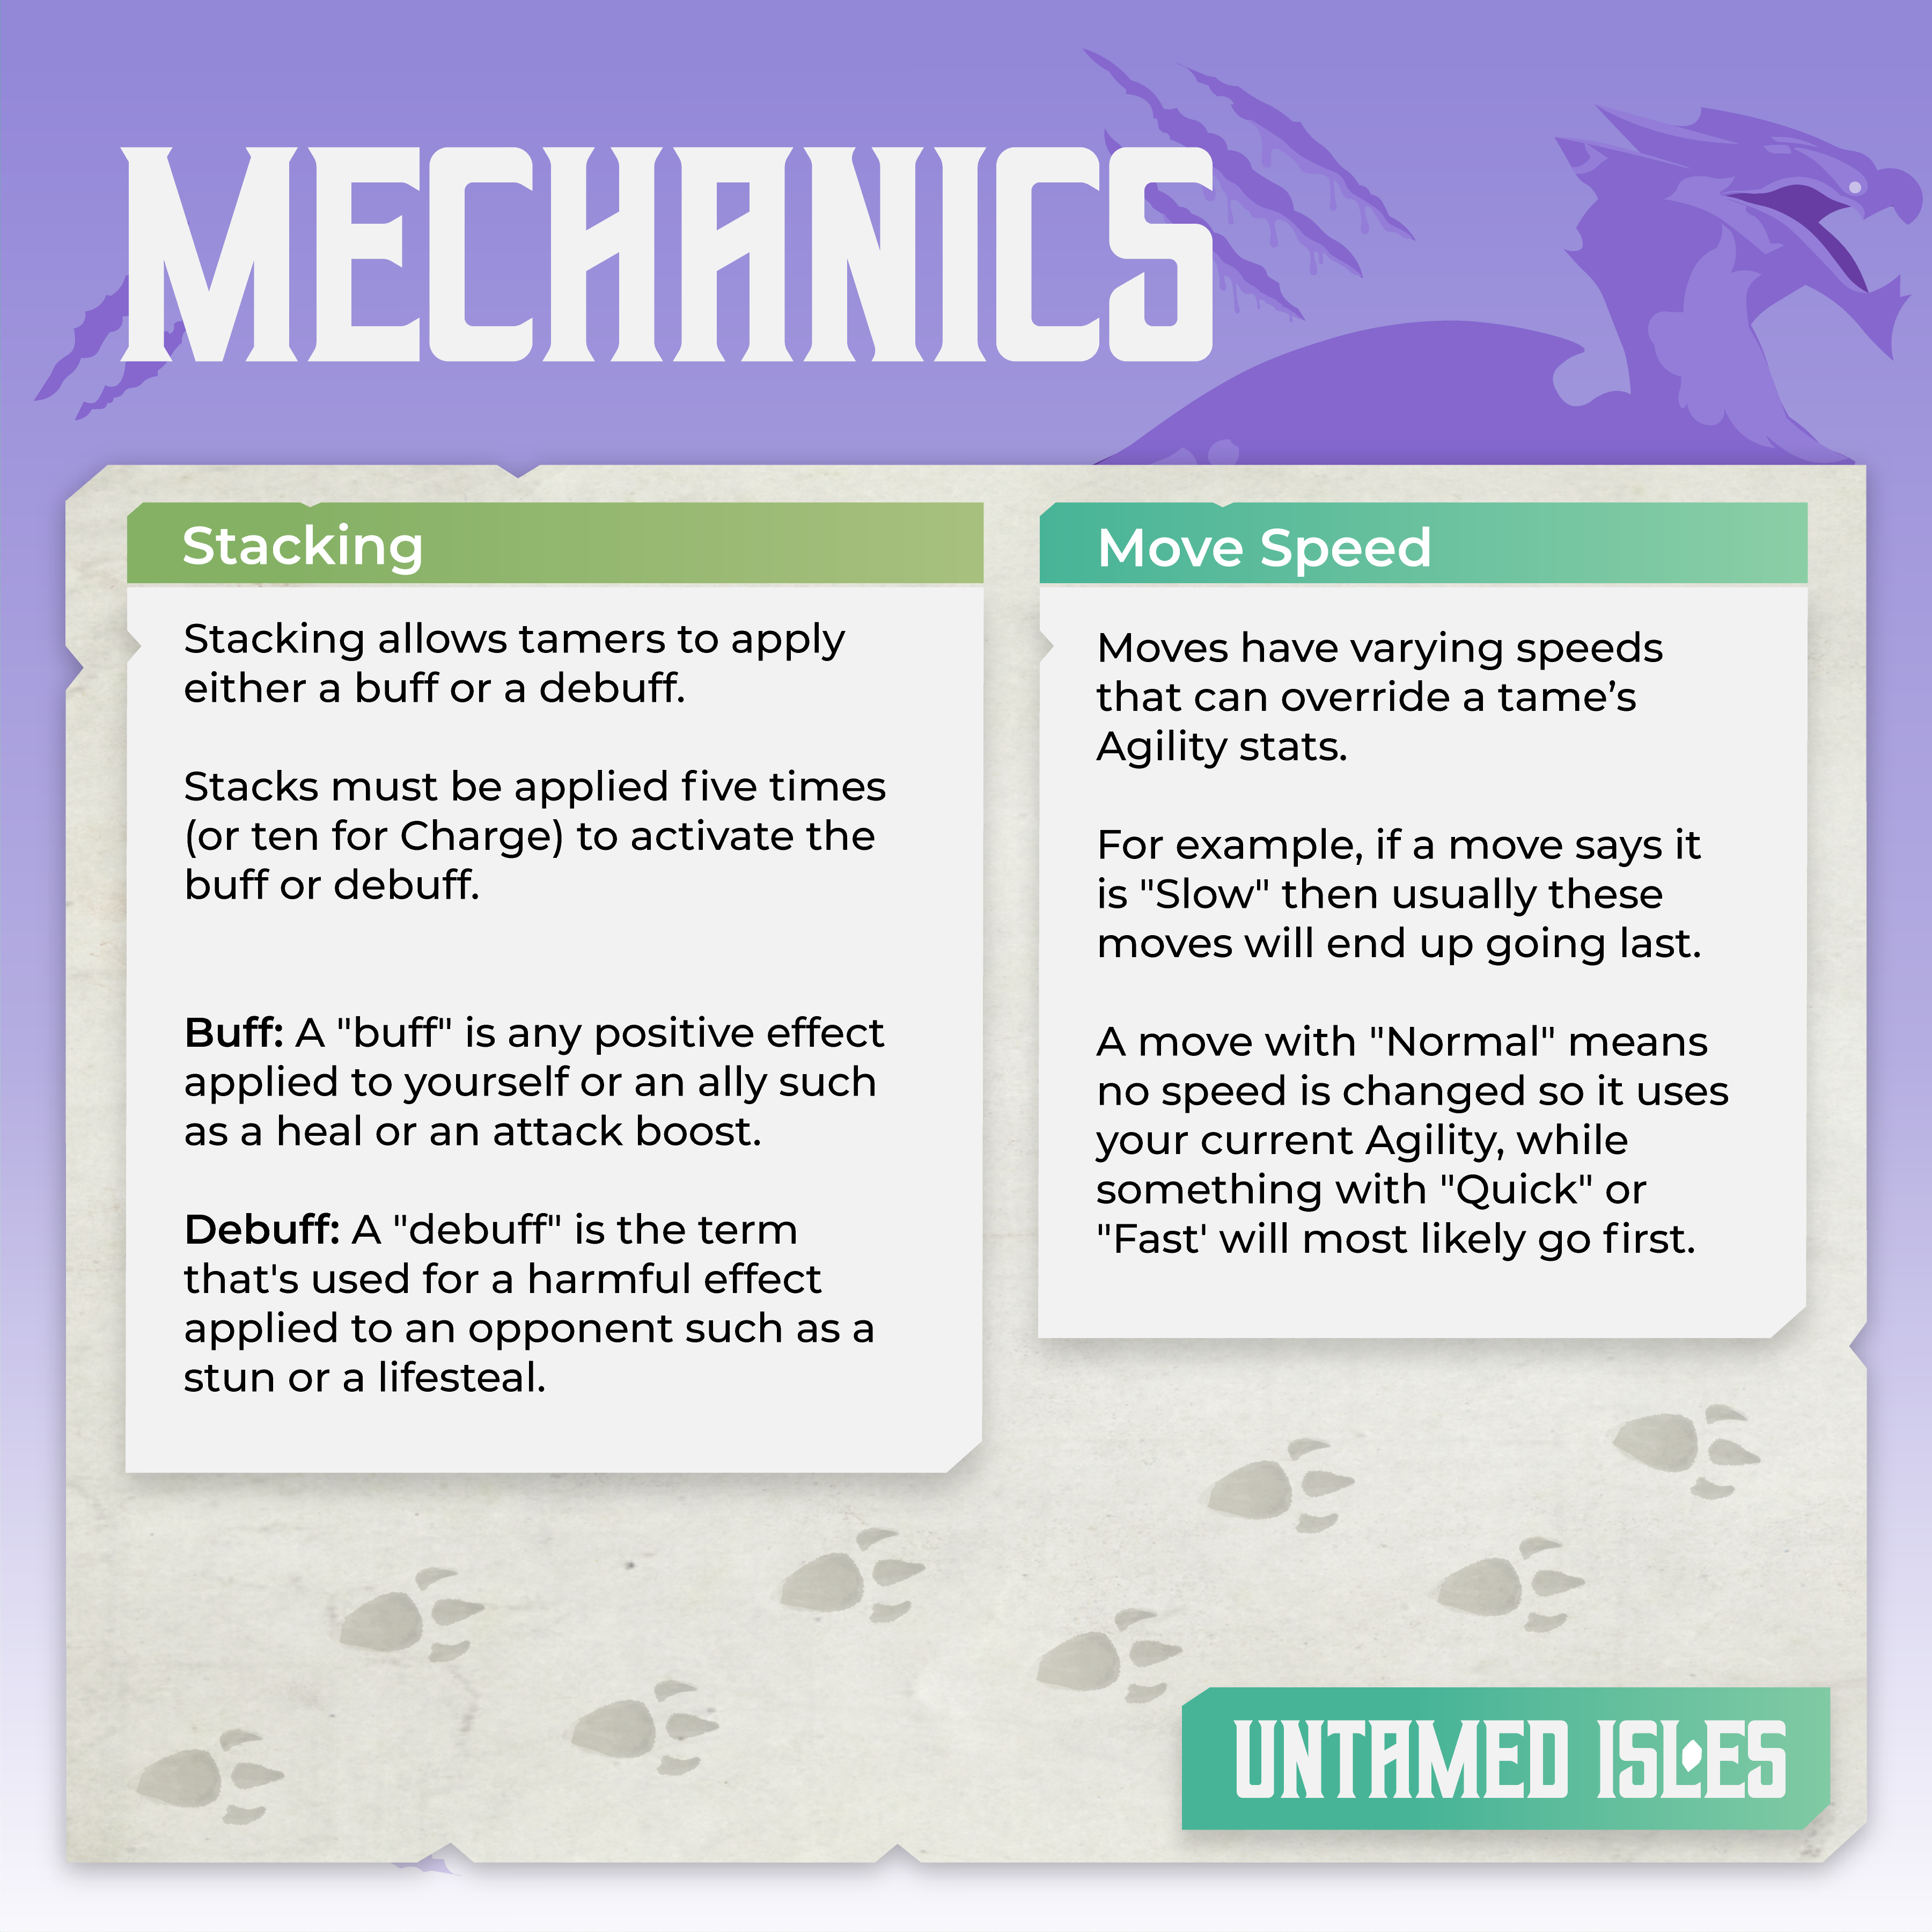 MECHANICS
Stacking
Stacking allows tamers to apply
either a buff or a debuff.
Stacks must be applied five times
(or ten for Charge) to activate the
buff or debuff.
Buff: A "buff" is any positive effect
applied to yourself or an ally such
as a heal or an attack boost.
Debuff: A "debuff" is the term
that's used for a harmful effect
applied to an opponent such as a
stun or a lifesteal.
Move Speed
Moves have varying speeds
that can override a tame’s
Agility stats.
For example, if a move says it
is "Slow" then usually these
moves will end up going last.
A move with "Normal" means
no speed is changed so it uses
your current Agility, while
something with "Quick" or
"Fast' will most likely go first.
UNTAMED ISLES